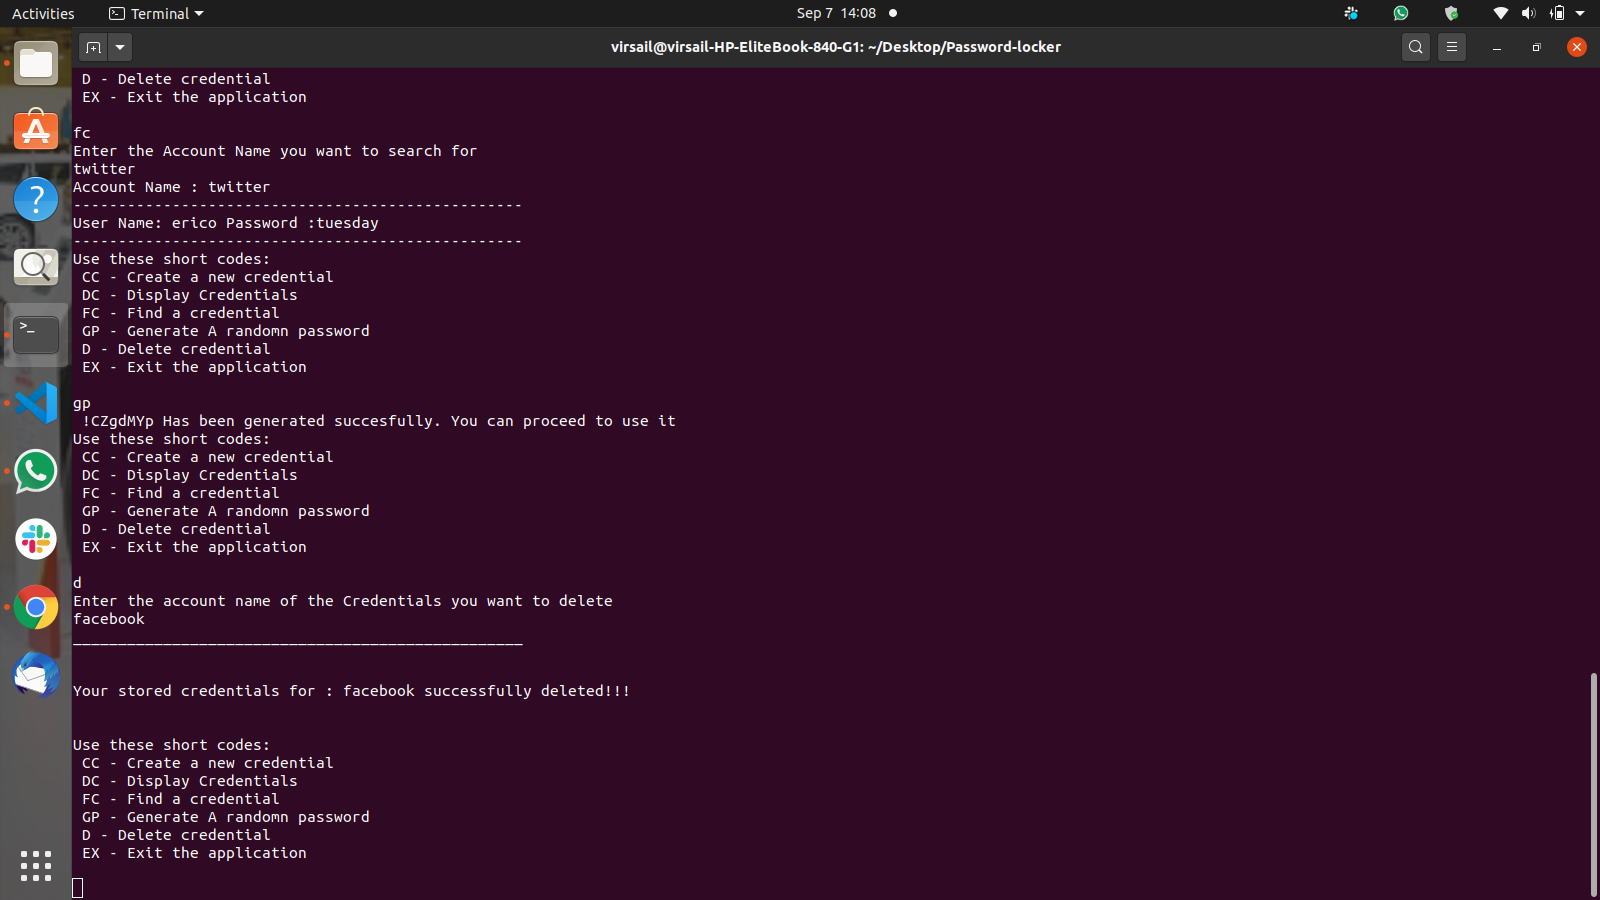 Activities
Terminal
Sep 7 14:08
virsail@virsail-HP-EliteBook-840-G1: ~/Desktop/Password-locker
D - Delete credential
EX - Exit the application
fc
Enter the Account Name you want to search for
twitter
Account Name : twitter
--------------------------------------------------
User Name: erico Password :tuesday
--------------------------------------------------
Use these short codes:
CC - Create a new credential
DC - Display Credentials
FC - Find a credential
GP - Generate A randomn password
D - Delete credential
EX - Exit the application
gp
!CZgdMYp Has been generated succesfully. You can proceed to use it
Use these short codes:
CC - Create a new credential
DC - Display Credentials
FC - Find a credential
GP - Generate A randomn password
D - Delete credential
EX - Exit the application
d
Enter the account name of the Credentials you want to delete
facebook
__________________________________________________
Your stored credentials for : facebook successfully deleted!!!
Use these short codes:
CC - Create a new credential
DC - Display Credentials
FC - Find a credential
GP - Generate A randomn password
D - Delete credential
EX - Exit the application